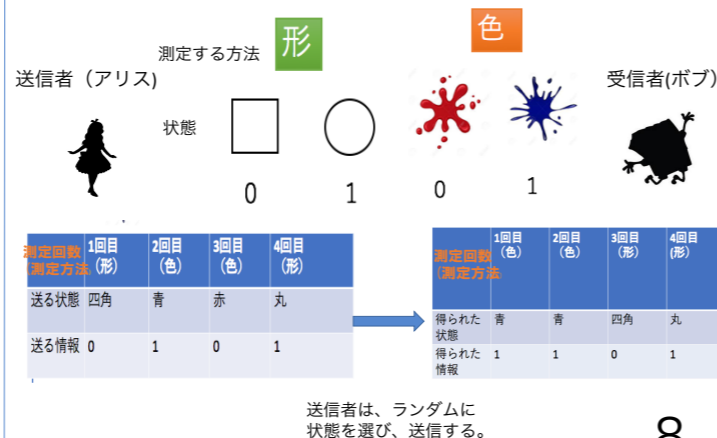 測定する方法
形
色
送信者（アリス)
受信者(ボブ)
状態
0
1
0
1
測定回数
(測定方法
1回目
（形）
2回目
（色）
3回目
（色）
4回目
（形）
送る状態
四角
青
赤
丸
送る情報
0
1
0
1
測定回数
(測定方法
1回目
（色）
2回目
（色）
3回目
（形）
4回目
(形)
得られた
状態
青
青
四角
丸
得られた
情報
1
1
0
1
送信者は、ランダムに
状態を選び、送信する。
8